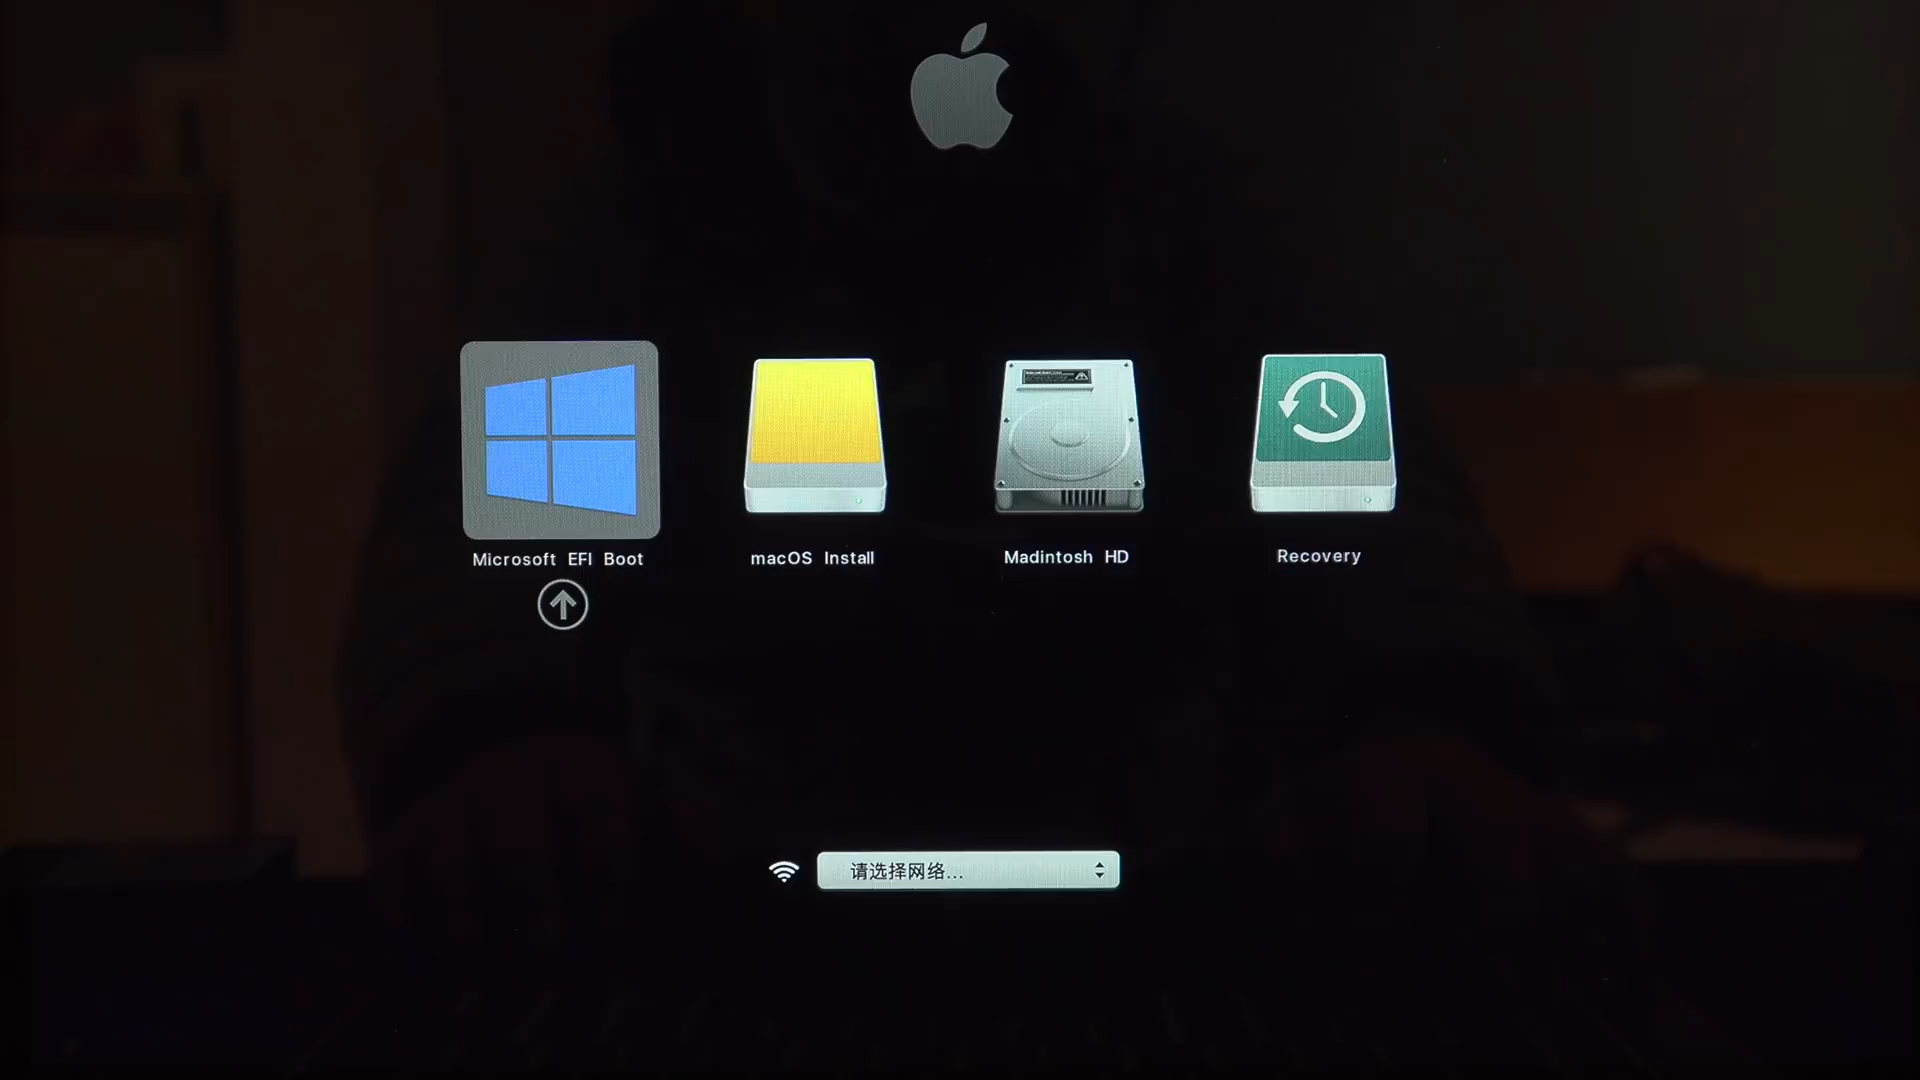 Microsoft EFI Boot
macOS Install
Madintosh HD
Recovery
请选择网络...